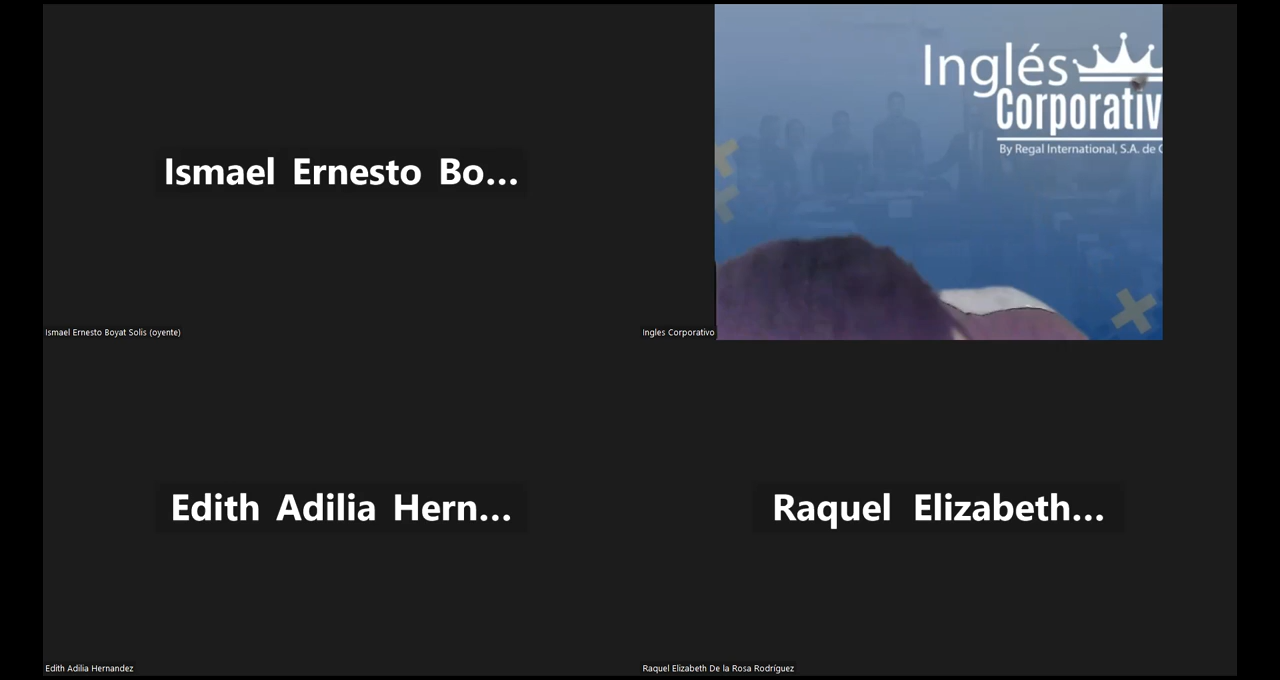 Ismael Ernesto Bo...
Ismael Ernesto Boyat Solis (oyente)
Inglés
Corporativ
By Regal International, S.A. de C
Ingles Corporativo
Edith Adilia Hern...
Edith Adilia Hernandez
Raquel Elizabeth...
Raquel Elizabeth De la Rosa Rodríguez